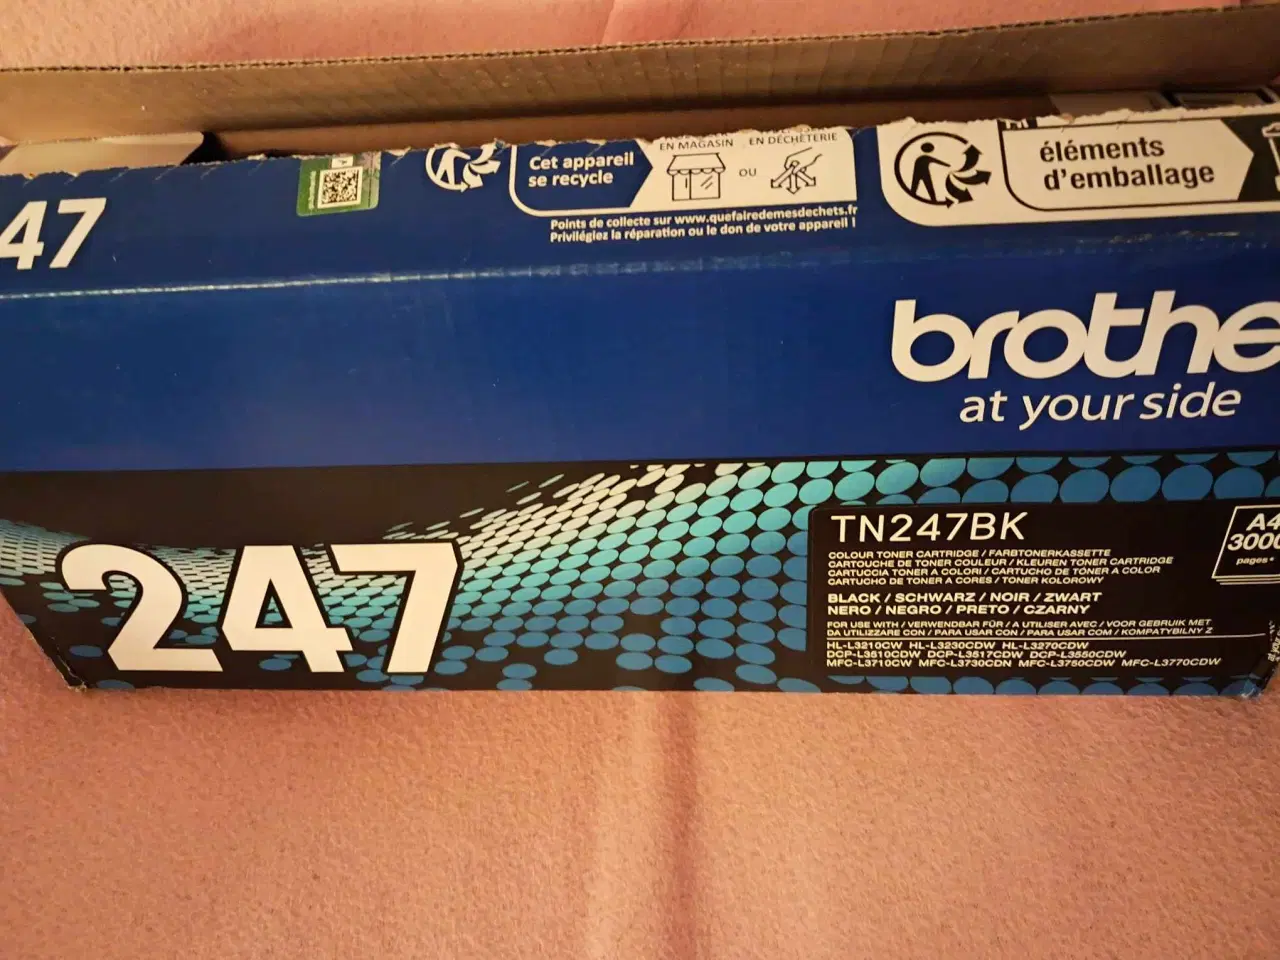 47
Cet appareil
se recycle
EN MAGASIN
OU
EN DÉCHÈTERIE
Points de collecte sur www.quefairedemesdechets.fr
Privilégiez la réparation ou le don de votre appareil !
éléments
d'emballage
brothe
at your side
247
TN247BK
COLOUR TONER CARTRIDGE / FARBTONERKASSETTE
CARTOUCHE DE TONER COULEUR / KLEUREN TONER CARTRIDGE
CARTUCCIA TONER A COLORI / CARTUCHO DE TÓNER A COLOR
CARTUCHO DE TONER A CORES / TONER KOLOROWY
BLACK / SCHWARZ / NOIR / ZWART
NERO / NEGRO / PRETO / CZARNY
FOR USE WITH / VERWENDBAR FÜR / A UTILISER AVEC / VOOR GEBRUIK MET
DA UTILIZZARE CON / PARA USAR CON / PARA USAR COM / KOMPATYBILNY Z
HL-L3210CW HL-L3230CDW HL-L3270CDW
DCP-L3510CDW DCP-L3517CDW DCP-L3550CDW
MFC-L3710CW MFC-L3730CDN MFC-L3750CDW MFC-L3770CDW
A4
3000
pages*